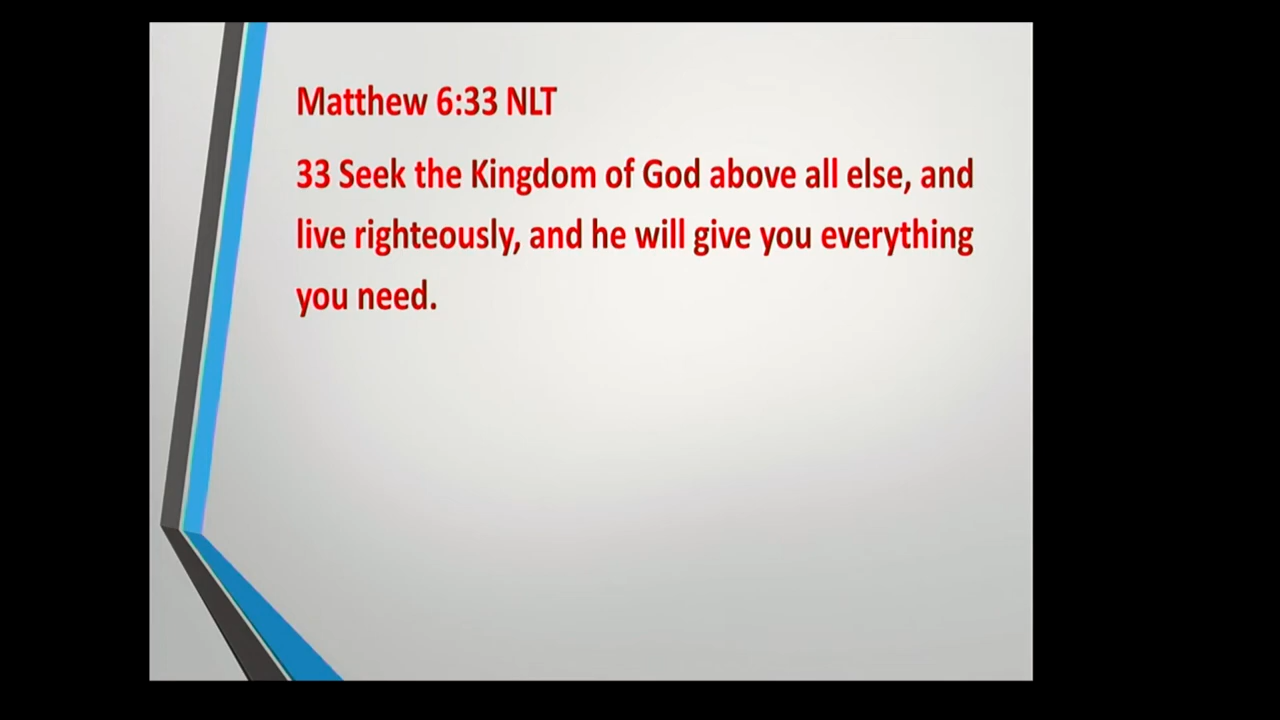 Matthew 6:33 NLT
33 Seek the Kingdom of God above all else, and
live righteously, and he will give you everything
you need.